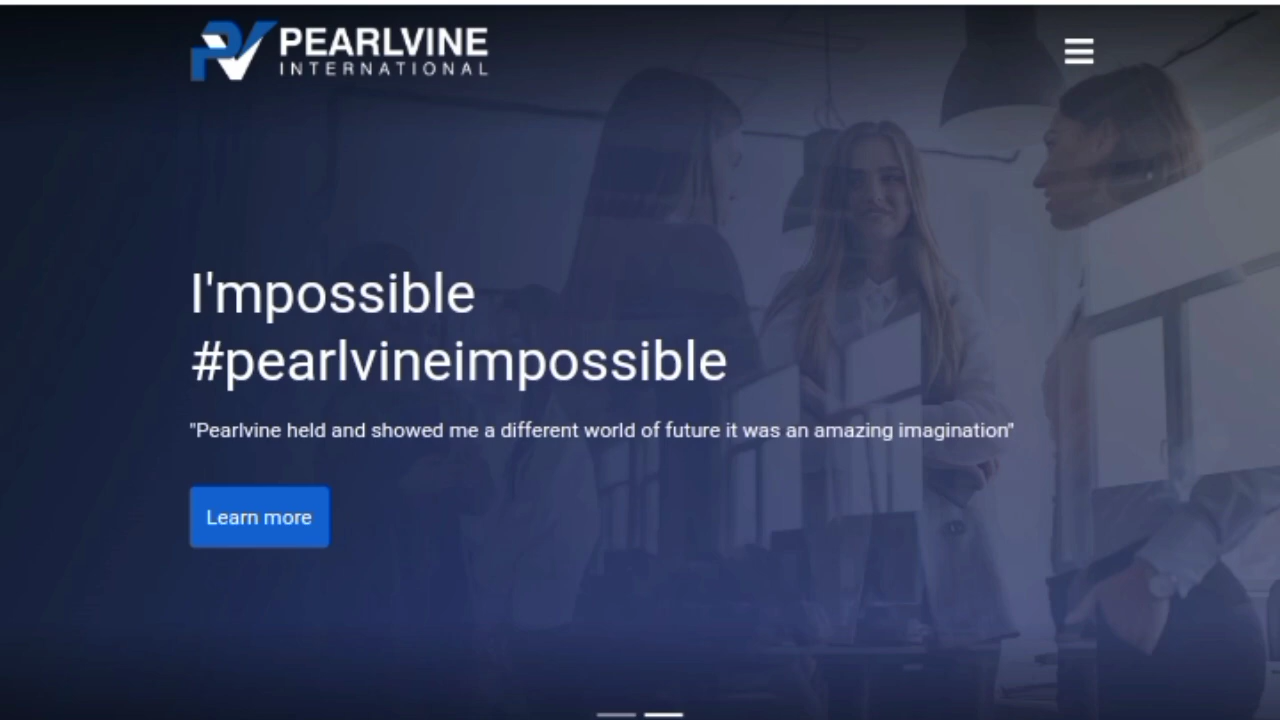 PEARLVINE
INTERNATIONAL
I'mpossible
#pearlvineimpossible
"Pearlvine held and showed me a different world of future it was an amazing imagination"
Learn more